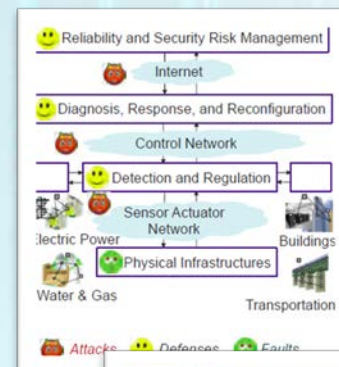 Reliability and Security Risk Management
Internet
Diagnosis, Response, and Reconfiguration
Control Network
Detection and Regulation
Sensor Actuator
Network
Electric Power
Buildings
Physical Infrastructures
Water & Gas
Transportation
Attacks Defenses Faults